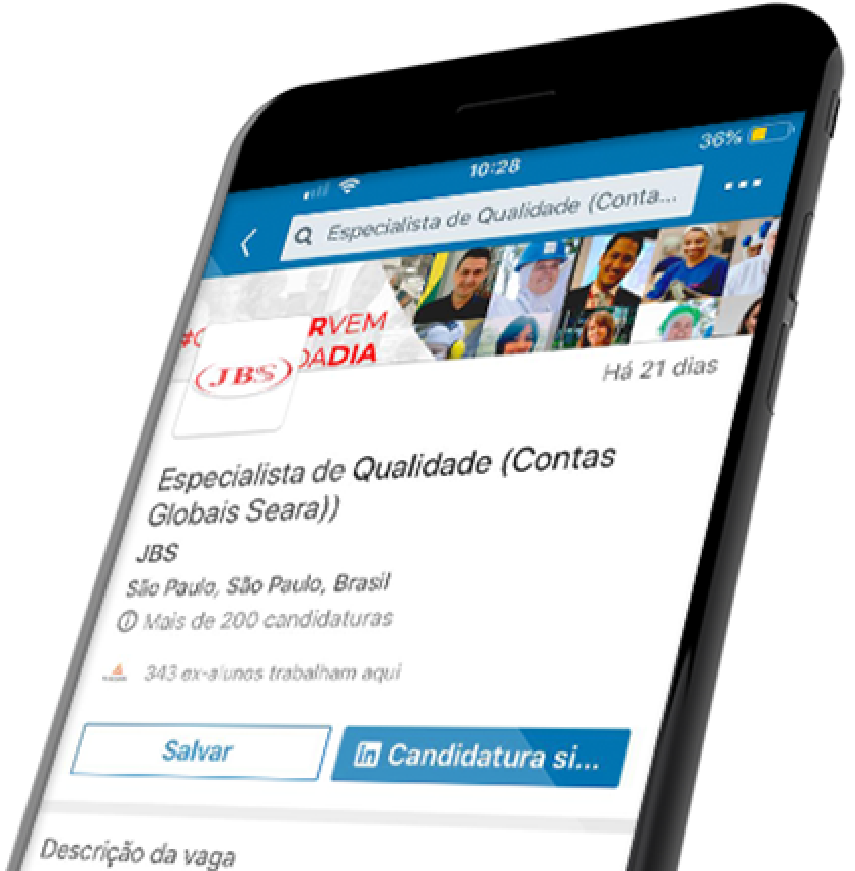 36%
10:28
Especialista de Qualidade (Conta...
RVEM
DADIA
JBS
Há 21 dias
Especialista de Qualidade (Contas
Globais Seara))
JBS
São Paulo, São Paulo, Brasil
Mais de 200 candidaturas
343 ex-alunos trabalham aqui
Salvar
in Candidatura si...
Descrição da vaga